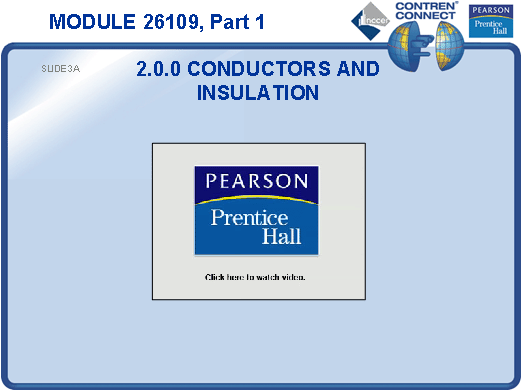 MODULE 26109, Part 1
nccer
CONTREN®
CONNECT
PEARSON
Prentice
Hall
SLIDE 3A
2.0.0 CONDUCTORS AND
INSULATION
PEARSON
Prentice
Hall
Click here to watch video.